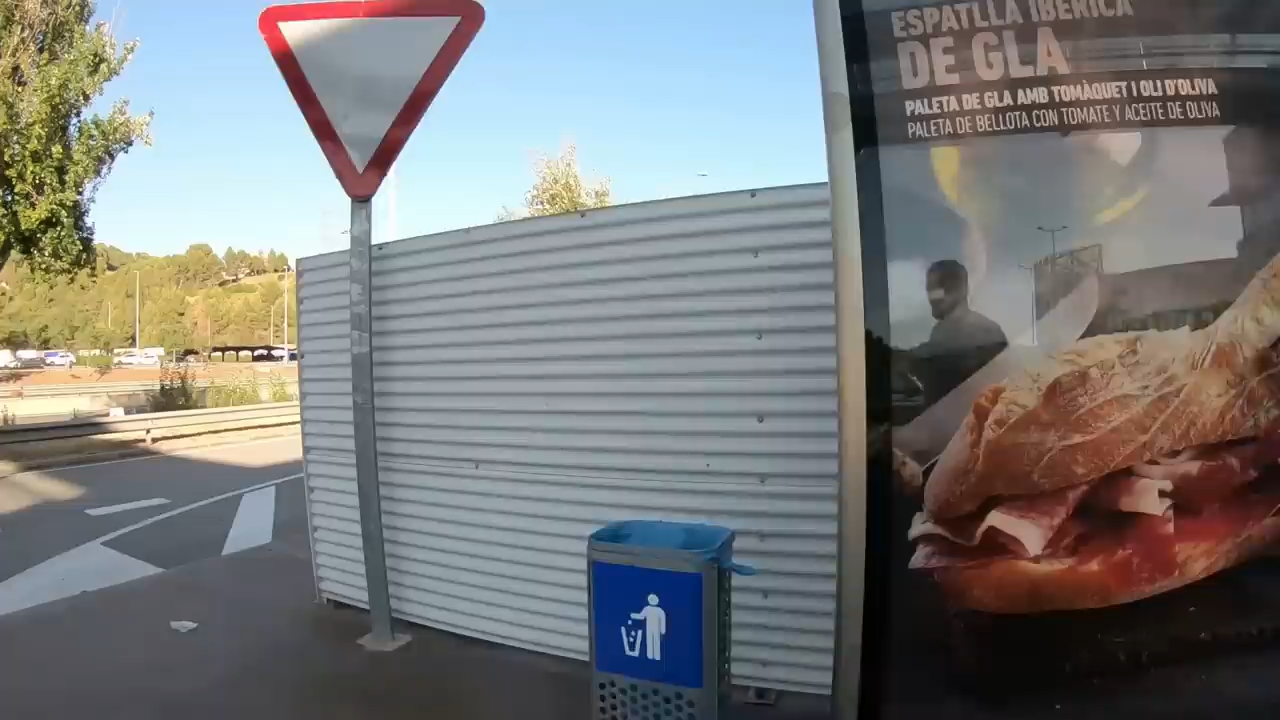 ESPATLLA IBÈRICA
DE GLA
PALETA DE GLA AMB TOMÀQUET I OLI D'OLIVA
PALETA DE BELLOTA CON TOMATE Y ACEITE DE OLIVA